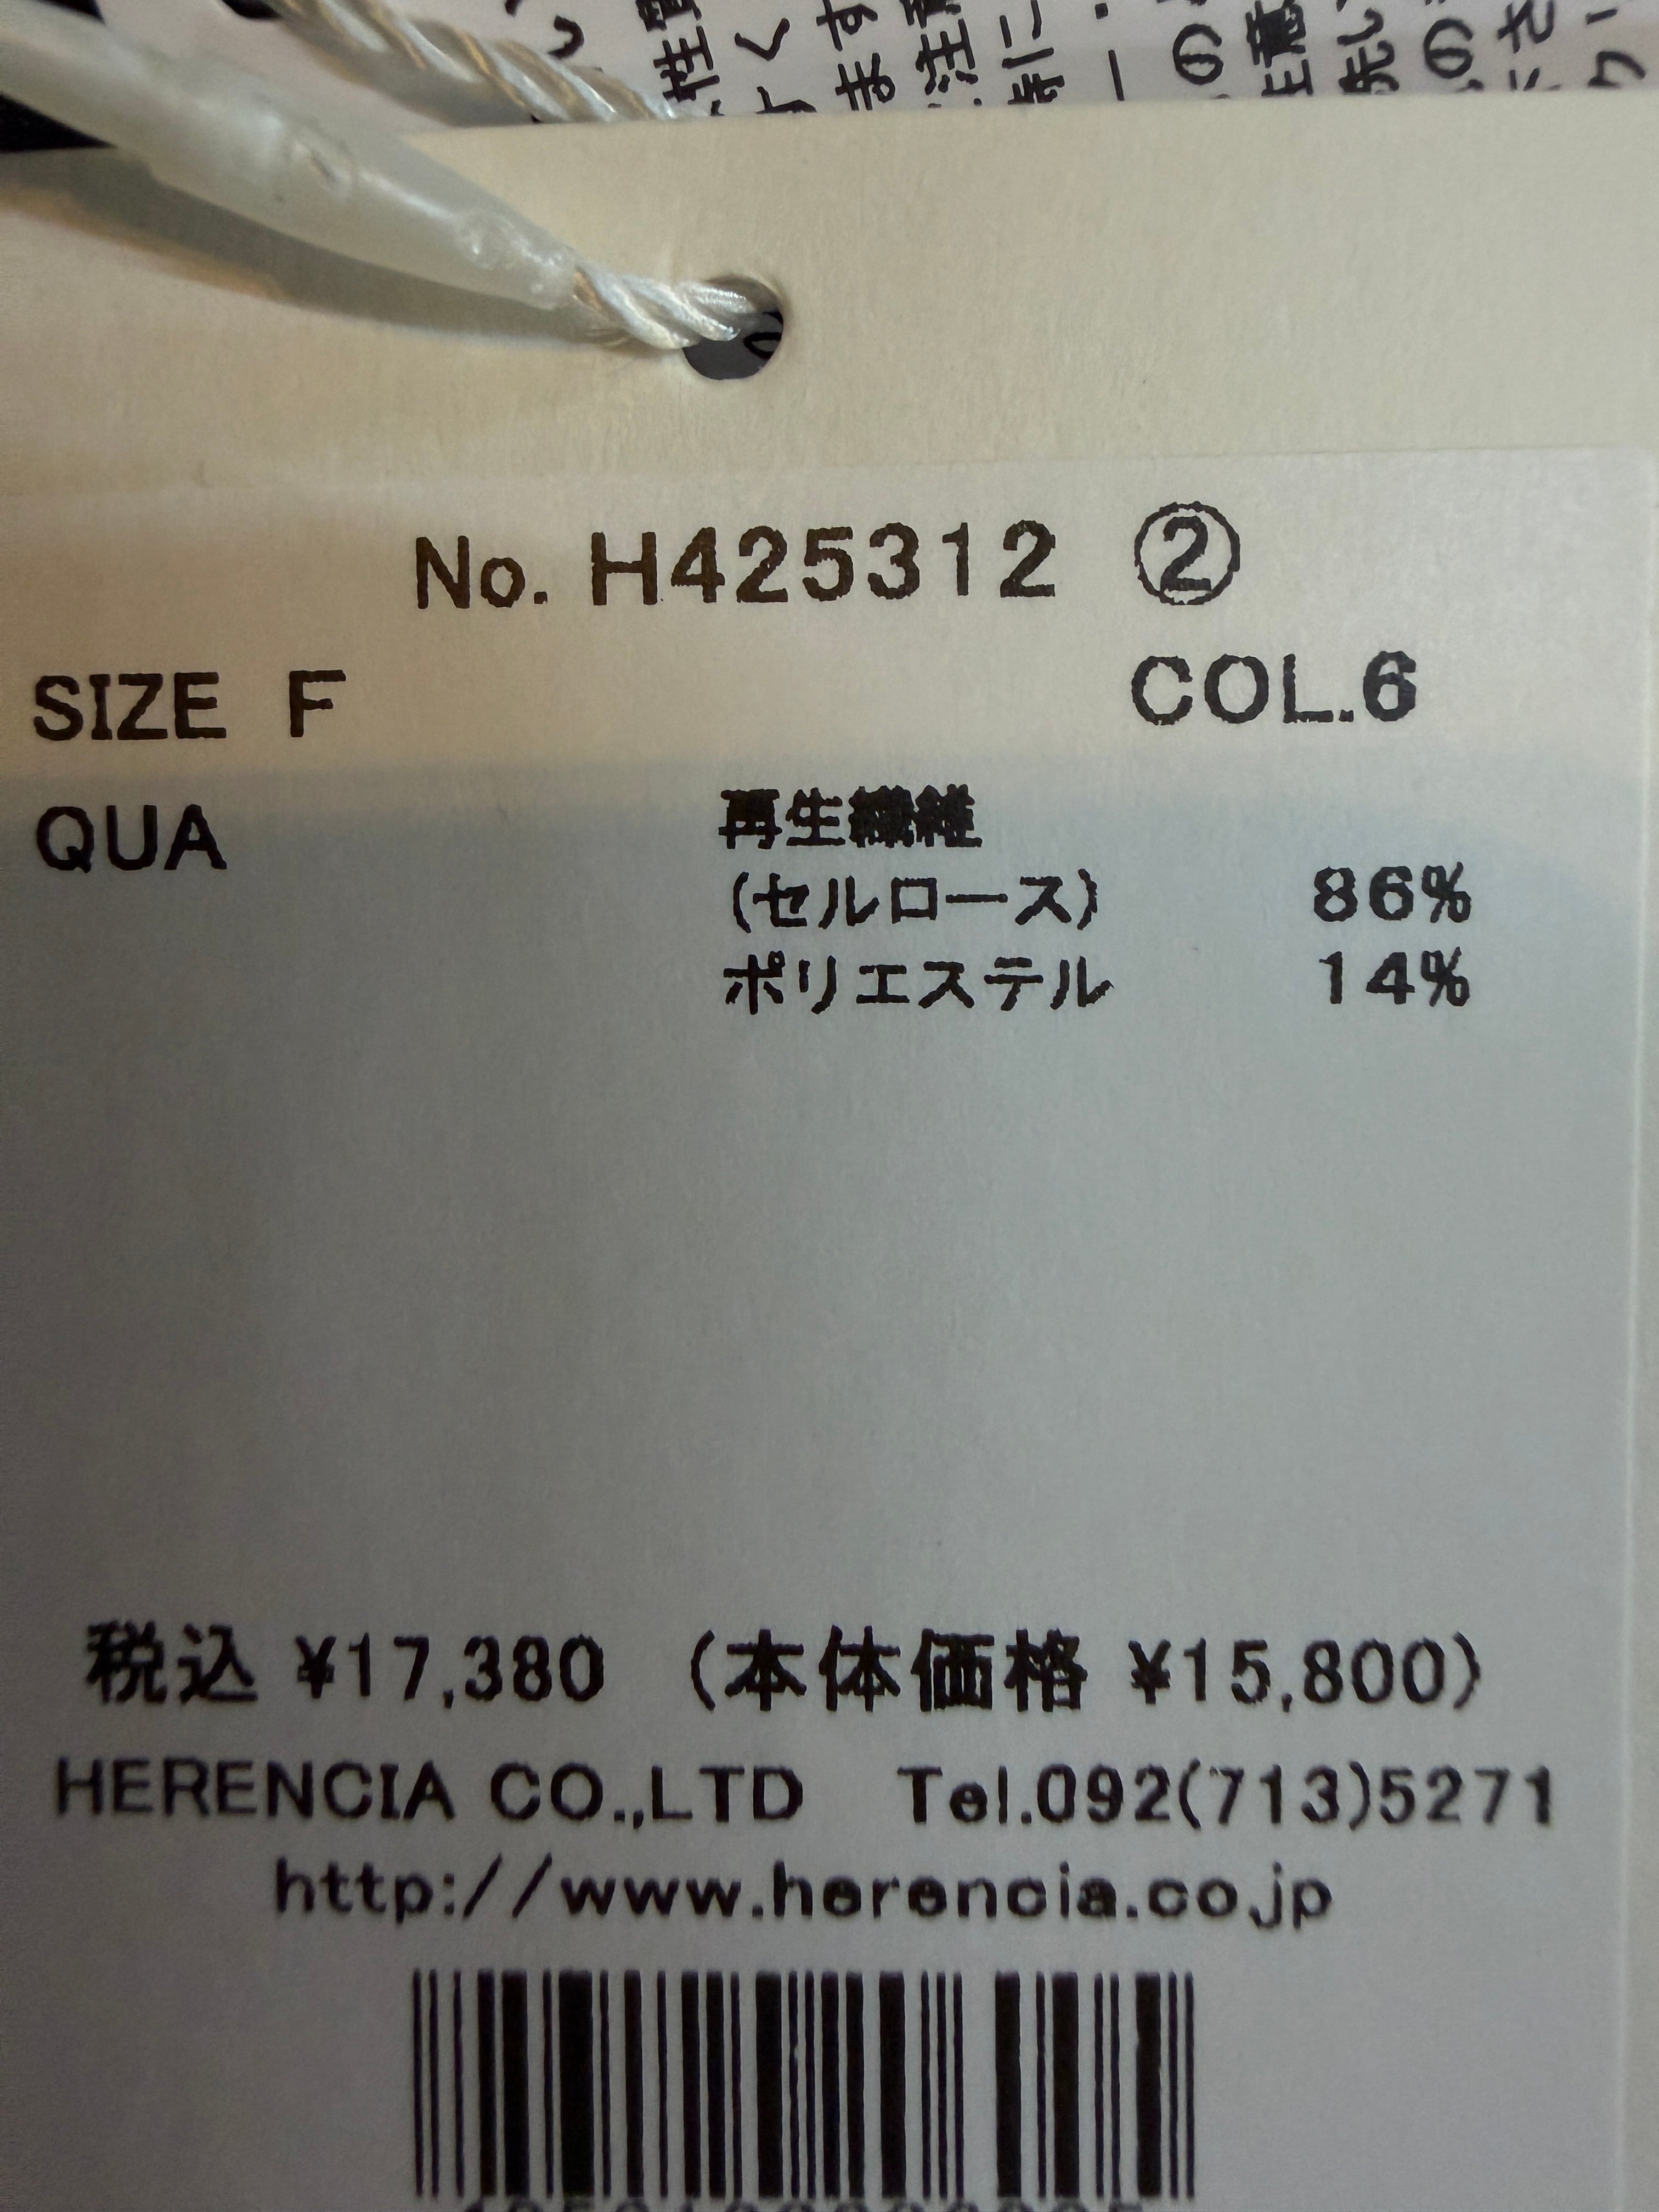 No. H425312 ②
SIZE F COL.6
QUA 再生繊維
(セルロース) 86%
ポリエステル 14%
税込 ¥17,380 (本体価格 ¥15,800)
HERENCIA CO.,LTD Tel.092(713)5271
http://www.herencia.co.jp